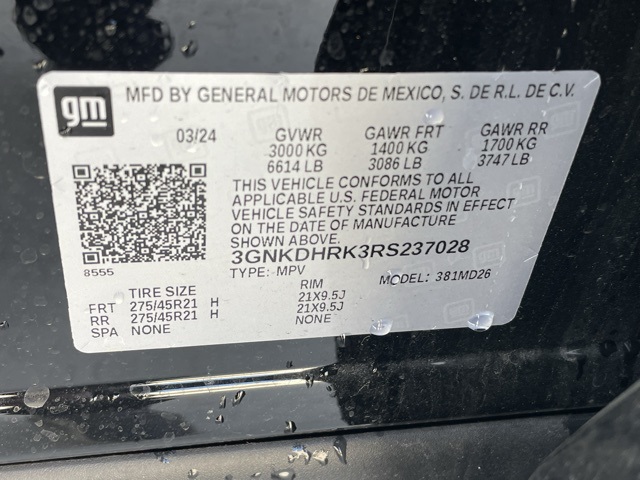 gm MFD BY GENERAL MOTORS DE MEXICO, S. DE R.L. DE C.V.
03/24 GVWR GAWR FRT GAWR RR
3000 KG 1400 KG 1700 KG
6614 LB 3086 LB 3747 LB
THIS VEHICLE CONFORMS TO ALL
APPLICABLE U.S. FEDERAL MOTOR
VEHICLE SAFETY STANDARDS IN EFFECT
ON THE DATE OF MANUFACTURE
SHOWN ABOVE.
3GNKDHRK3RS237028
8555 TYPE: MPV MODEL: 381MD26
TIRE SIZE RIM
FRT 275/45R21 H 21X9.5J
RR 275/45R21 H 21X9.5J
SPA NONE NONE